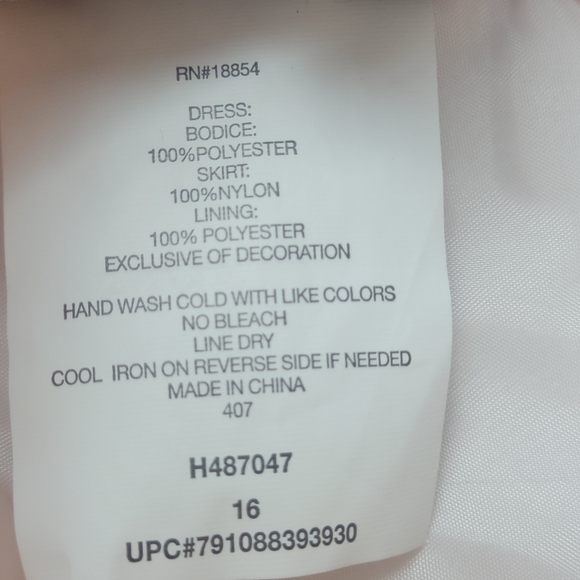 RN#18854
DRESS:
BODICE:
100%POLYESTER
SKIRT:
100%NYLON
LINING:
100% POLYESTER
EXCLUSIVE OF DECORATION
HAND WASH COLD WITH LIKE COLORS
NO BLEACH
LINE DRY
COOL IRON ON REVERSE SIDE IF NEEDED
MADE IN CHINA
407
H487047
16
UPC#791088393930